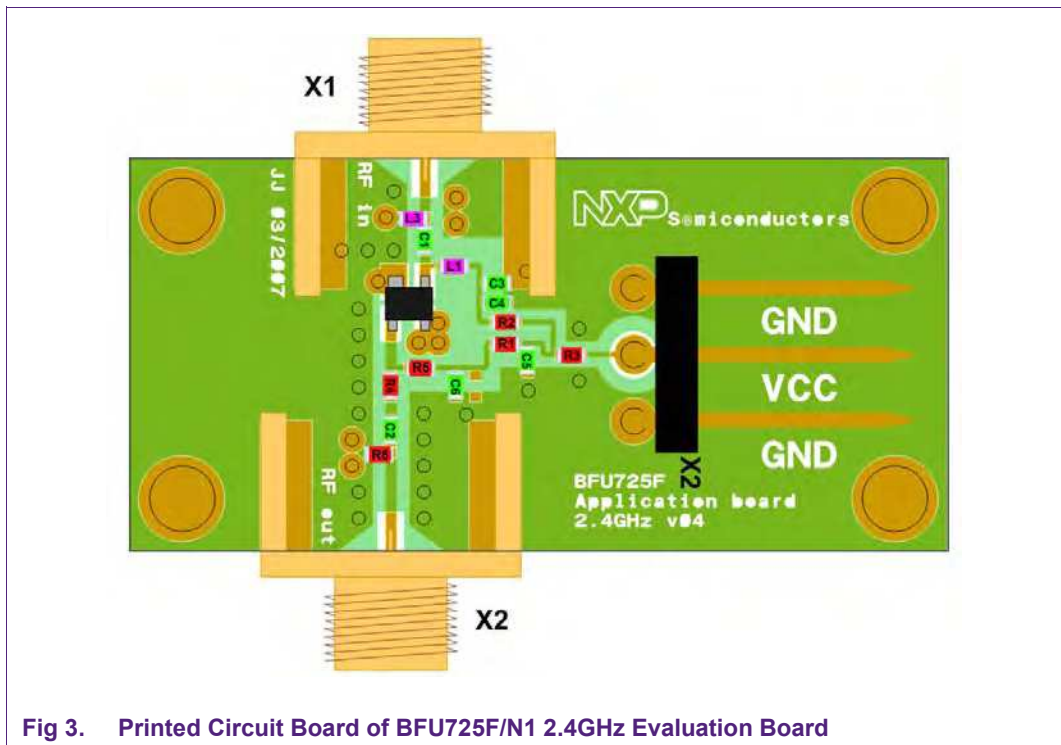 X1
JJ 03/2007
RF in
NXP Semiconductors
L3
C1
L1
C3
C4
R2
R1
R3
C5
R5
R4
C6
C2
R6
GND
VCC
GND
X2
BFU725F
Application board
2.4GHz v04
RF out
X2
Fig 3. Printed Circuit Board of BFU725F/N1 2.4GHz Evaluation Board